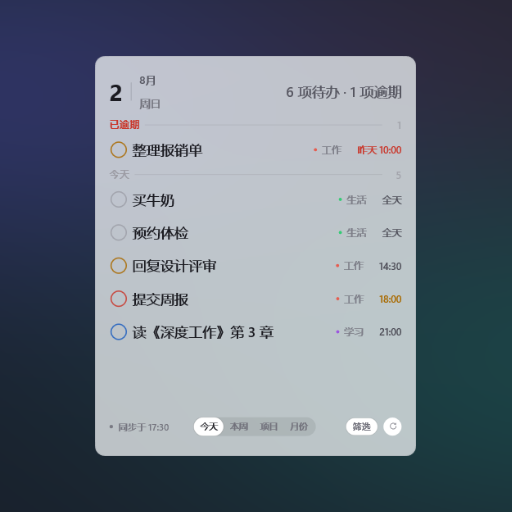 2 8月 周日 6 项待办 · 1 项逾期
已逾期 1
整理报销单 工作 昨天 10:00
今天 5
买牛奶 生活 全天
预约体检 生活 全天
回复设计评审 工作 14:30
提交周报 工作 18:00
读《深度工作》第 3 章 学习 21:00
同步于 17:30 今天 本周 项目 月份 筛选